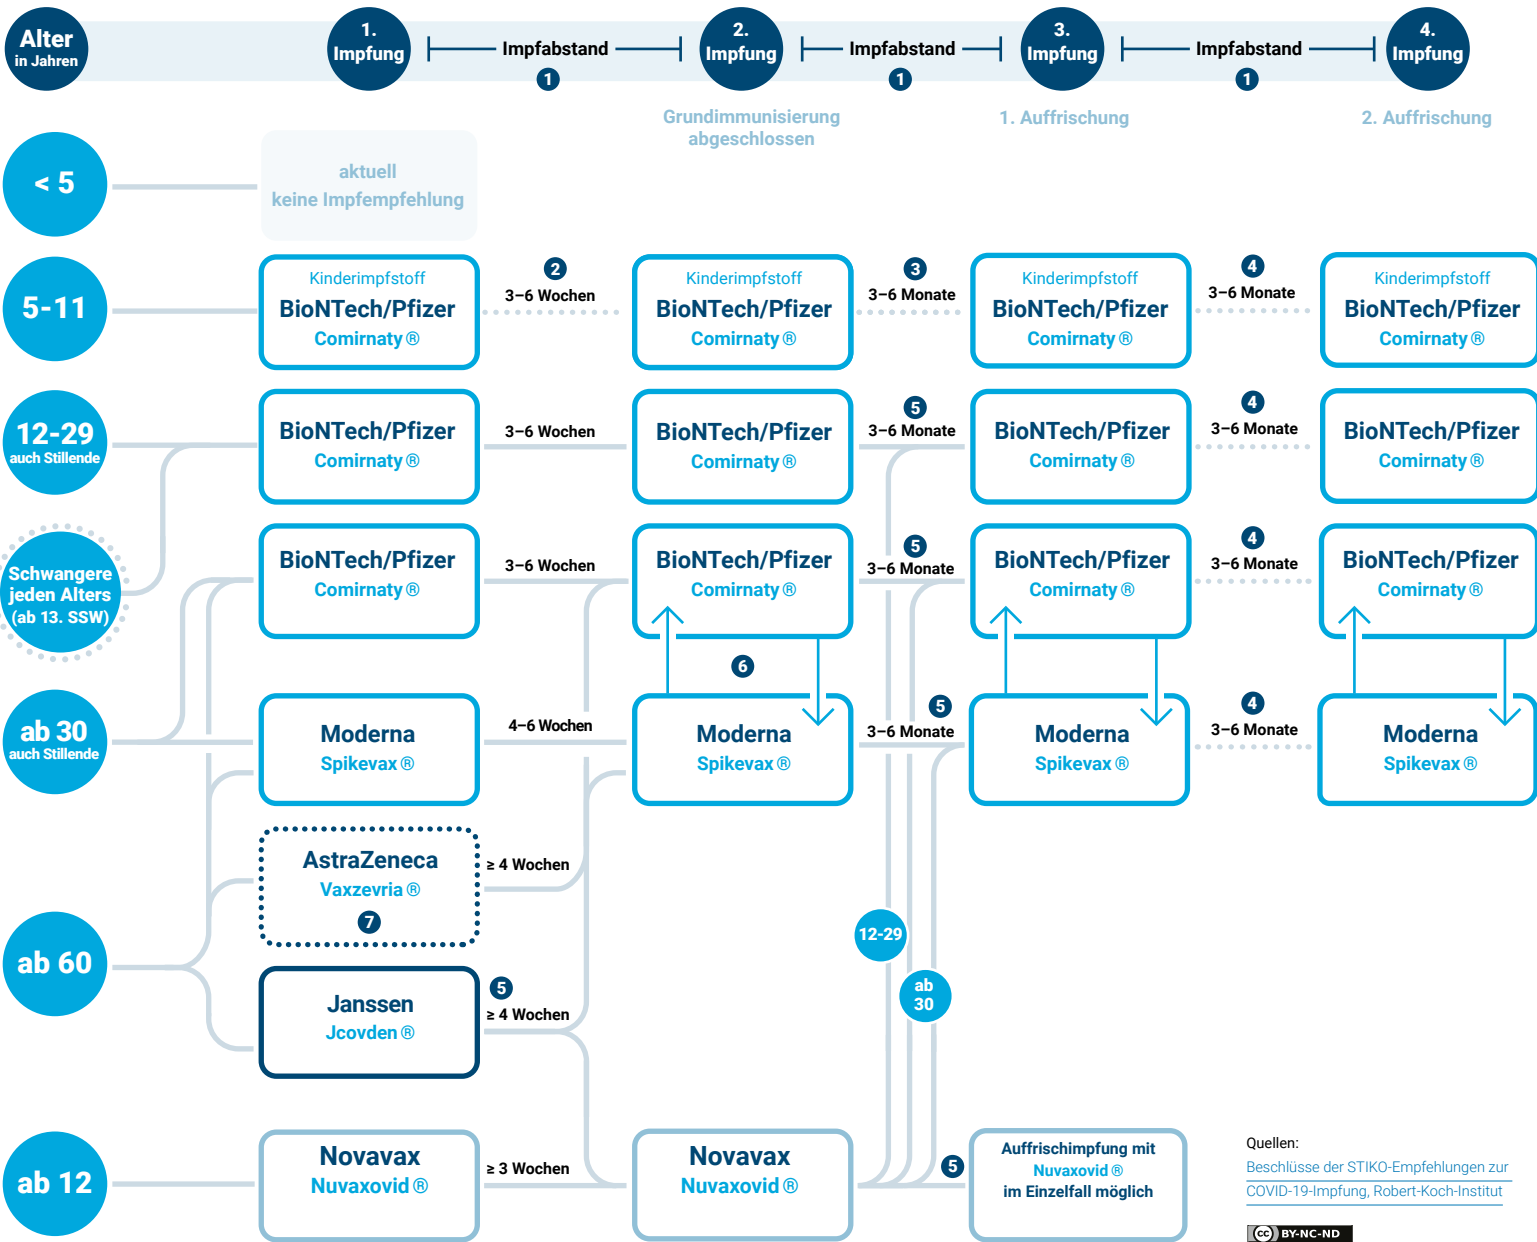 Alter
in Jahren
1.
Impfung
Impfabstand
1
2.
Impfung
Impfabstand
1
3.
Impfung
Impfabstand
1
4.
Impfung
Grundimmunisierung
abgeschlossen
1. Auffrischung
2. Auffrischung
< 5
aktuell
keine Impfempfehlung
5-11
Kinderimpfstoff
BioNTech/Pfizer
Comirnaty ®
2
3–6 Wochen
Kinderimpfstoff
BioNTech/Pfizer
Comirnaty ®
3
3–6 Monate
Kinderimpfstoff
BioNTech/Pfizer
Comirnaty ®
4
3–6 Monate
Kinderimpfstoff
BioNTech/Pfizer
Comirnaty ®
12-29
auch Stillende
BioNTech/Pfizer
Comirnaty ®
3–6 Wochen
BioNTech/Pfizer
Comirnaty ®
5
3–6 Monate
BioNTech/Pfizer
Comirnaty ®
4
3–6 Monate
BioNTech/Pfizer
Comirnaty ®
Schwangere
jeden Alters
(ab 13. SSW)
BioNTech/Pfizer
Comirnaty ®
3–6 Wochen
BioNTech/Pfizer
Comirnaty ®
5
3–6 Monate
BioNTech/Pfizer
Comirnaty ®
4
3–6 Monate
BioNTech/Pfizer
Comirnaty ®
6
ab 30
auch Stillende
Moderna
Spikevax ®
4–6 Wochen
Moderna
Spikevax ®
5
3–6 Monate
Moderna
Spikevax ®
4
3–6 Monate
Moderna
Spikevax ®
AstraZeneca
Vaxzevria ®
7
≥ 4 Wochen
12-29
ab 60
Janssen
Jcovden ®
5
≥ 4 Wochen
ab
30
ab 12
Novavax
Nuvaxovid ®
≥ 3 Wochen
Novavax
Nuvaxovid ®
5
Auffrischimpfung mit
Nuvaxovid ®
im Einzelfall möglich
Quellen:
Beschlüsse der STIKO-Empfehlungen zur
COVID-19-Impfung, Robert-Koch-Institut
cc BY-NC-ND